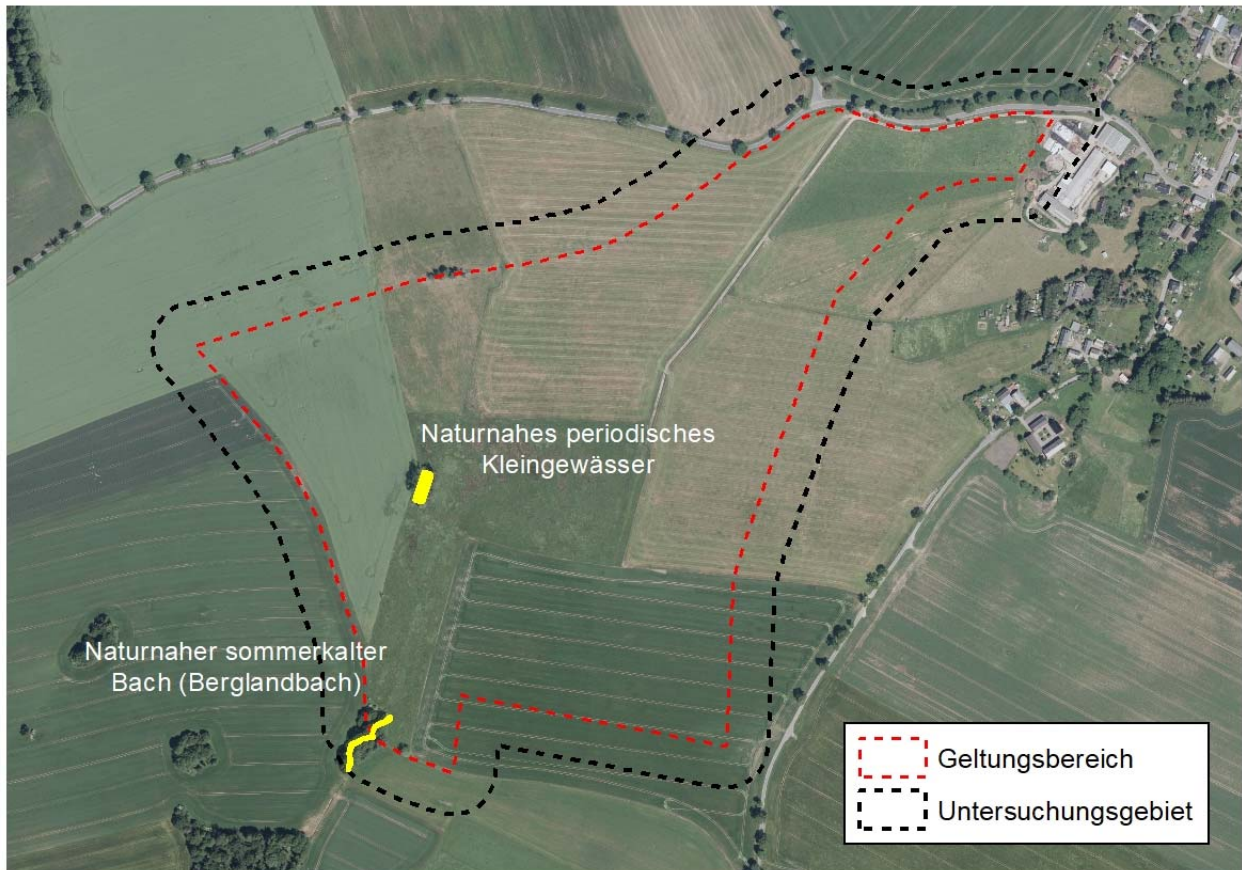 Naturnahes periodisches
Kleingewässer
Naturnaher sommerkalter
Bach (Berglandbach)
Geltungsbereich
Untersuchungsgebiet